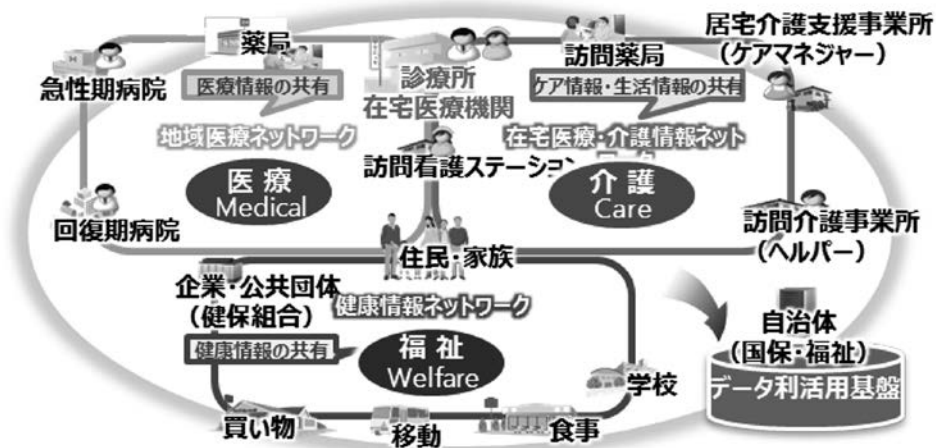 薬局
診療所
在宅医療機関
訪問薬局
居宅介護支援事業所
(ケアマネジャー)
急性期病院
医療情報の共有
ケア情報・生活情報の共有
地域医療ネットワーク
在宅医療・介護情報ネット
訪問看護ステーション
医療
Medical
介護
Care
回復期病院
訪問介護事業所
(ヘルパー)
住民・家族
企業・公共団体
(健保組合)
健康情報ネットワーク
健康情報の共有
福祉
Welfare
学校
自治体
(国保・福祉)
データ利活用基盤
買い物
移動
食事